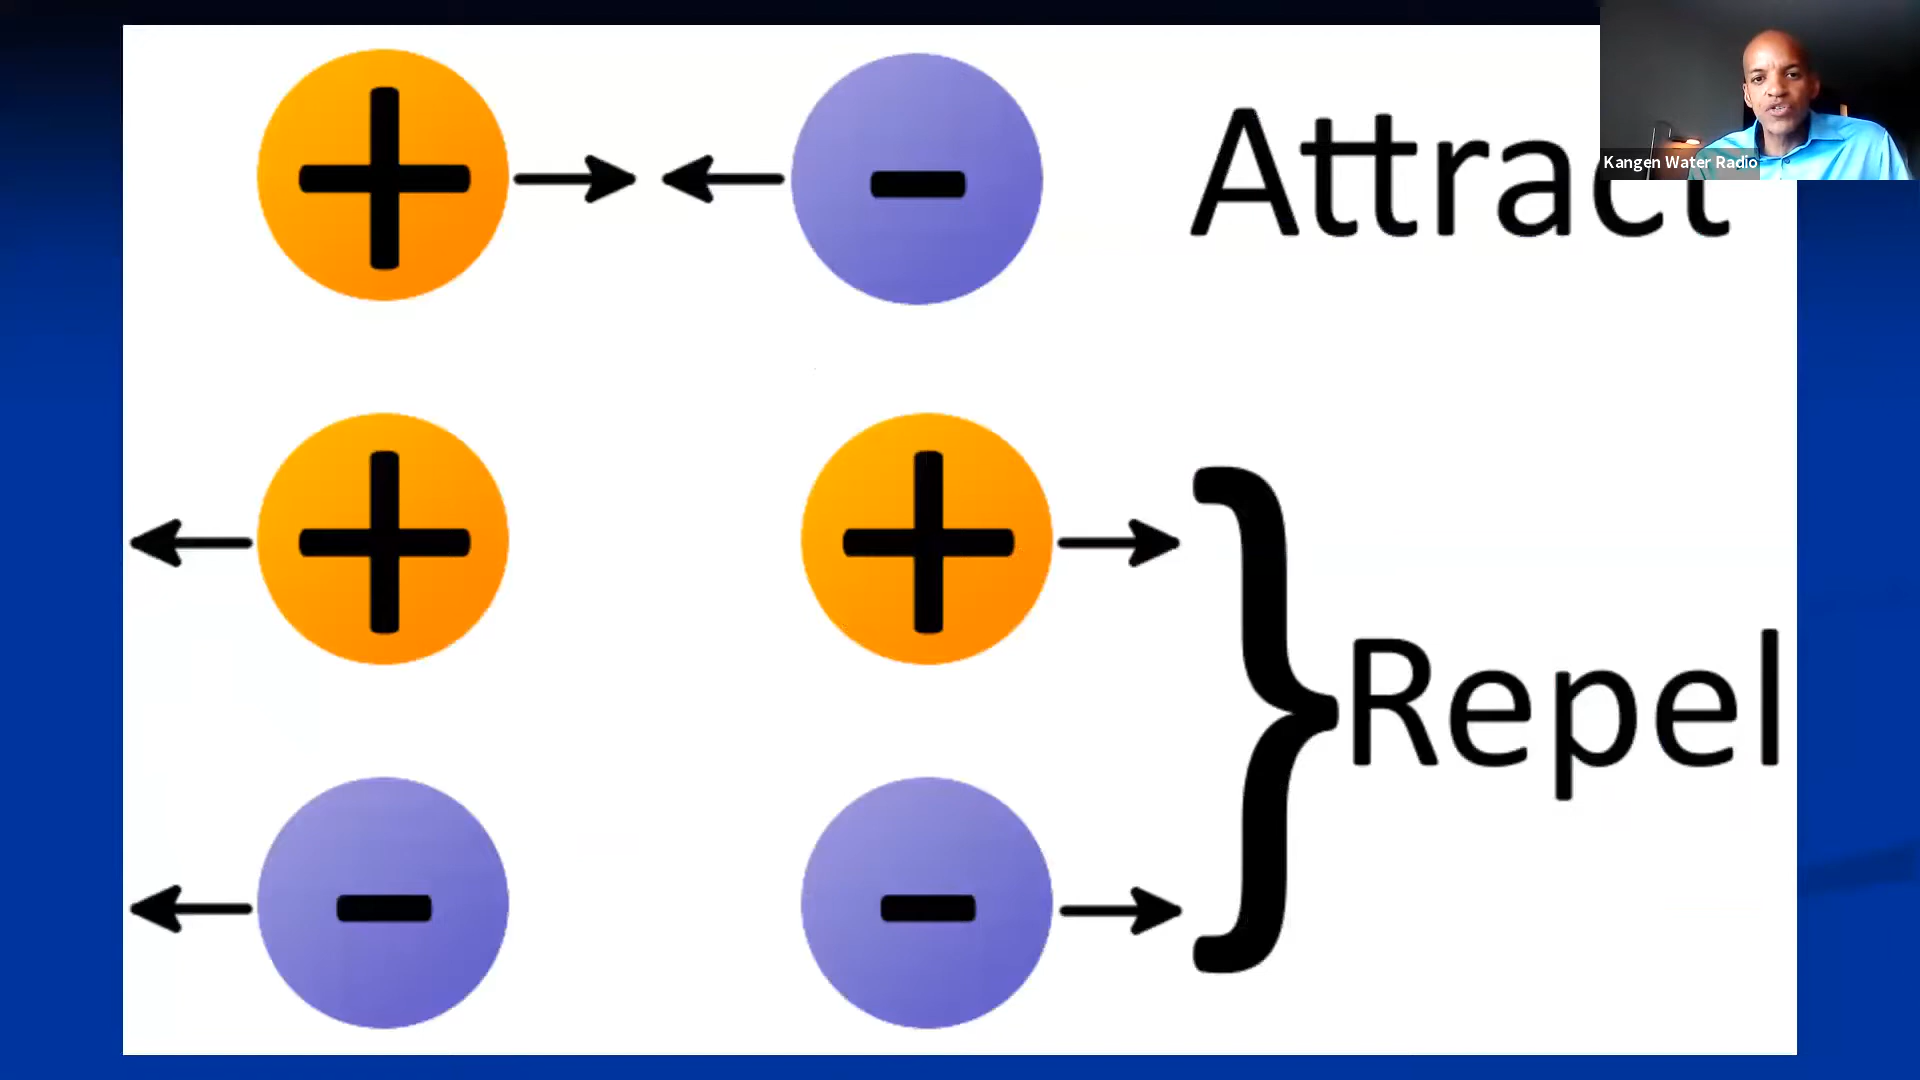 + - Attract
Kangen Water Radio
+ +
} Repel
- -